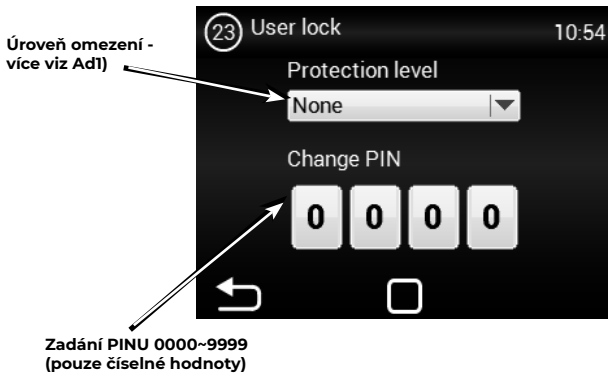 23 User lock 10:54
Úroveň omezení -
více viz Ad1)
Protection level
None
Change PIN
0 0 0 0
Zadání PINU 0000~9999
(pouze číselné hodnoty)